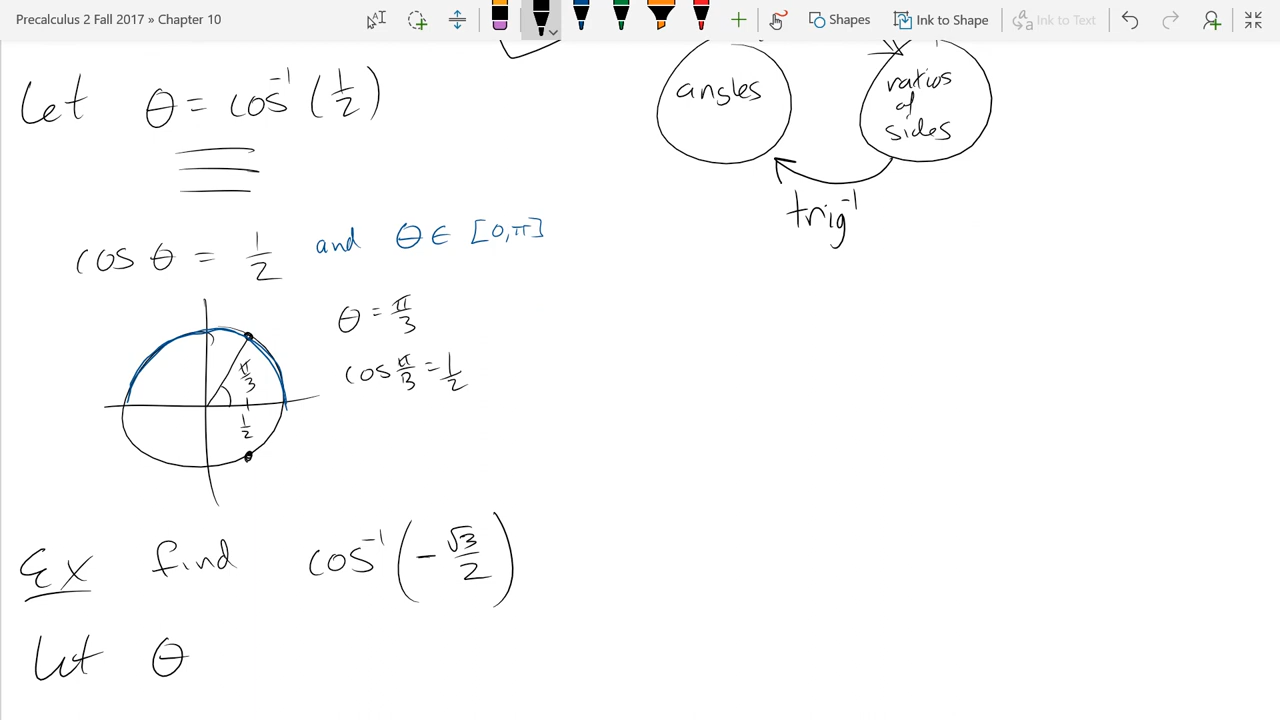 Precalculus 2 Fall 2017 » Chapter 10
Shapes
Ink to Shape
Ink to Text
Let θ = cos⁻¹(1/2)
cos θ = 1/2 and θ ∈ [0,π]
θ = π/3
cos π/3 = 1/2
π/3
1/2
angles
ratios
of
sides
trig⁻¹
Ex find cos⁻¹(-√3/2)
Let θ